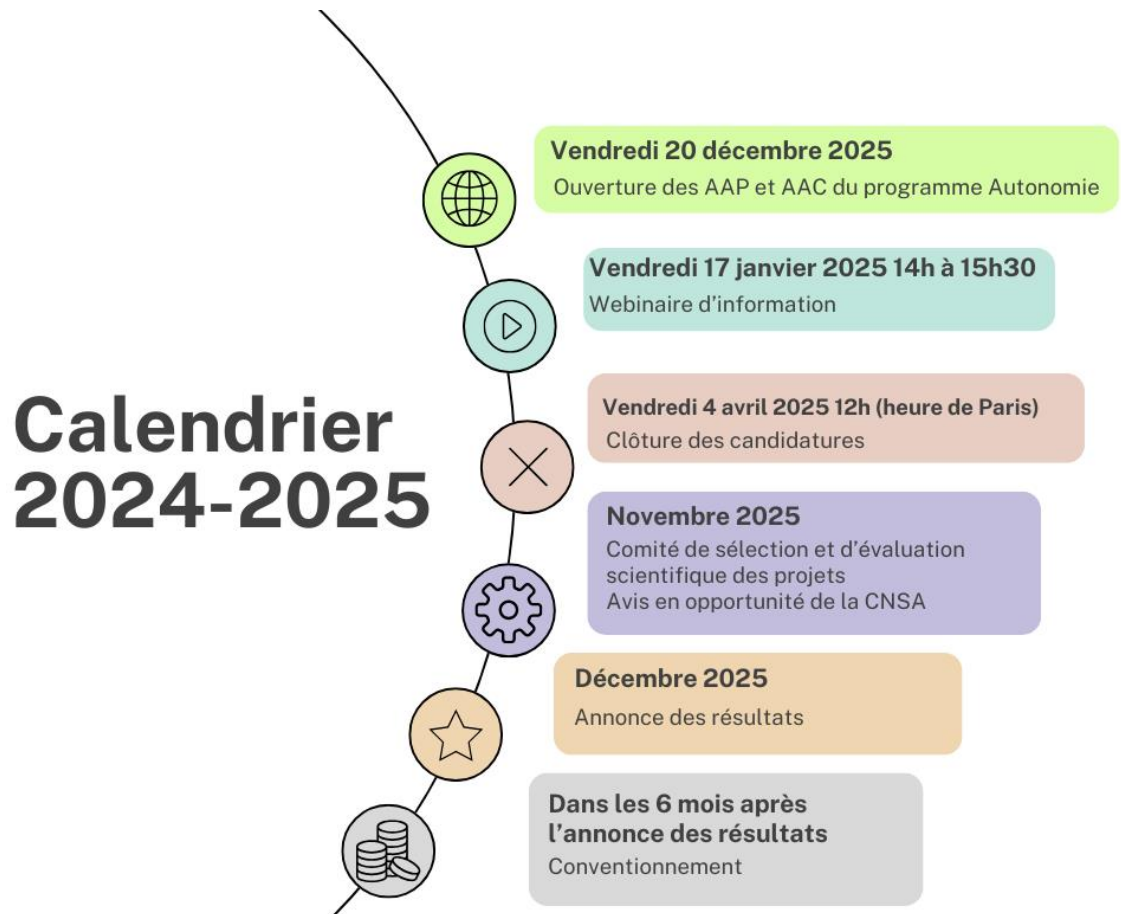 Calendrier
2024-2025
Vendredi 20 décembre 2025
Ouverture des AAP et AAC du programme Autonomie
Vendredi 17 janvier 2025 14h à 15h30
Webinaire d’information
Vendredi 4 avril 2025 12h (heure de Paris)
Clôture des candidatures
Novembre 2025
Comité de sélection et d’évaluation
scientifique des projets
Avis en opportunité de la CNSA
Décembre 2025
Annonce des résultats
Dans les 6 mois après
l’annonce des résultats
Conventionnement